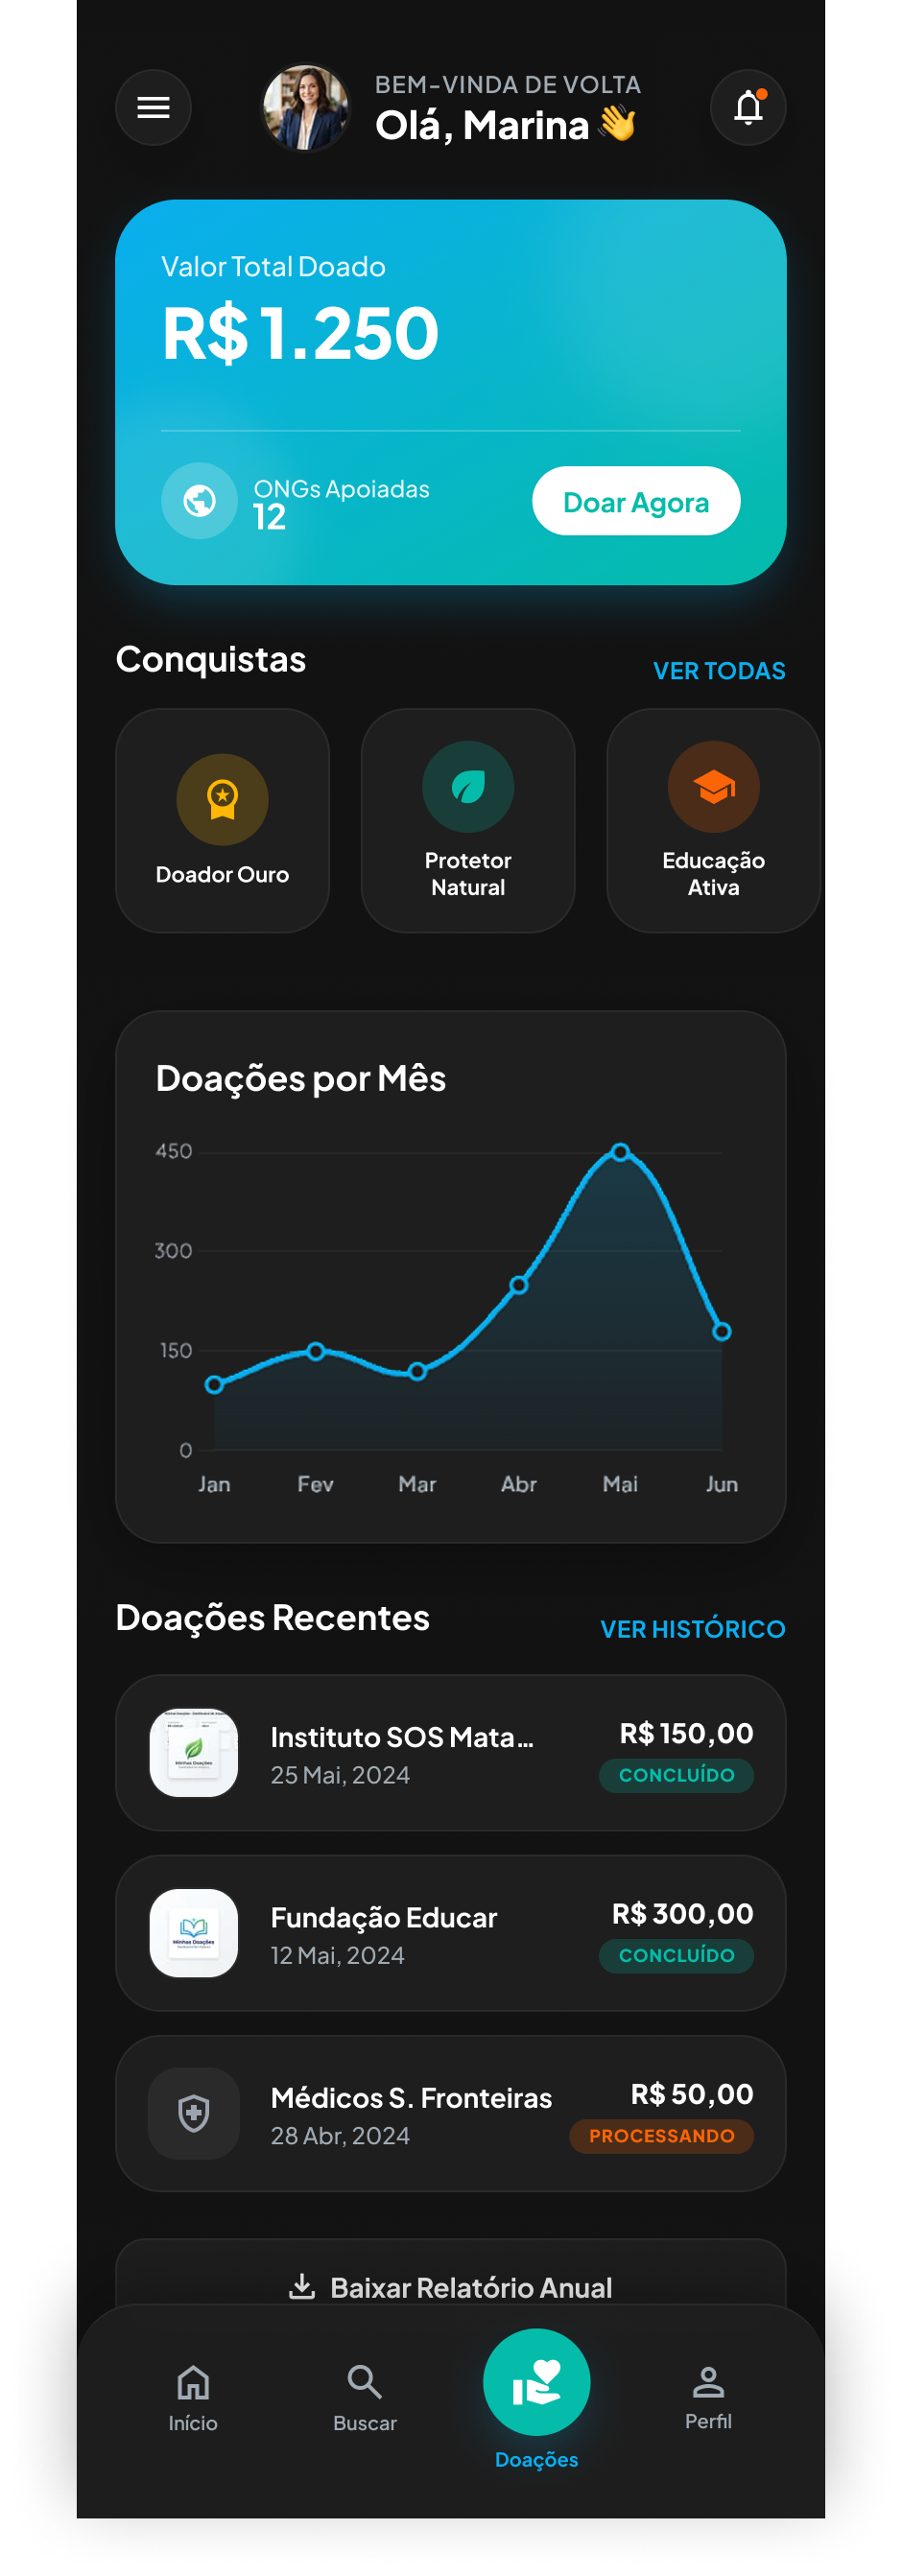 BEM-VINDA DE VOLTA
Olá, Marina 👋
Valor Total Doado
R$ 1.250
ONGs Apoiadas
12
Doar Agora
Conquistas
VER TODAS
Doador Ouro
Protetor
Natural
Educação
Ativa
Doações por Mês
450
300
150
0
Jan Fev Mar Abr Mai Jun
Doações Recentes
VER HISTÓRICO
Instituto SOS Mata...
25 Mai, 2024
R$ 150,00
CONCLUÍDO
Minhas Doações
Fundação Educar
12 Mai, 2024
R$ 300,00
CONCLUÍDO
Médicos S. Fronteiras
28 Abr, 2024
R$ 50,00
PROCESSANDO
Baixar Relatório Anual
Início
Buscar
Doações
Perfil